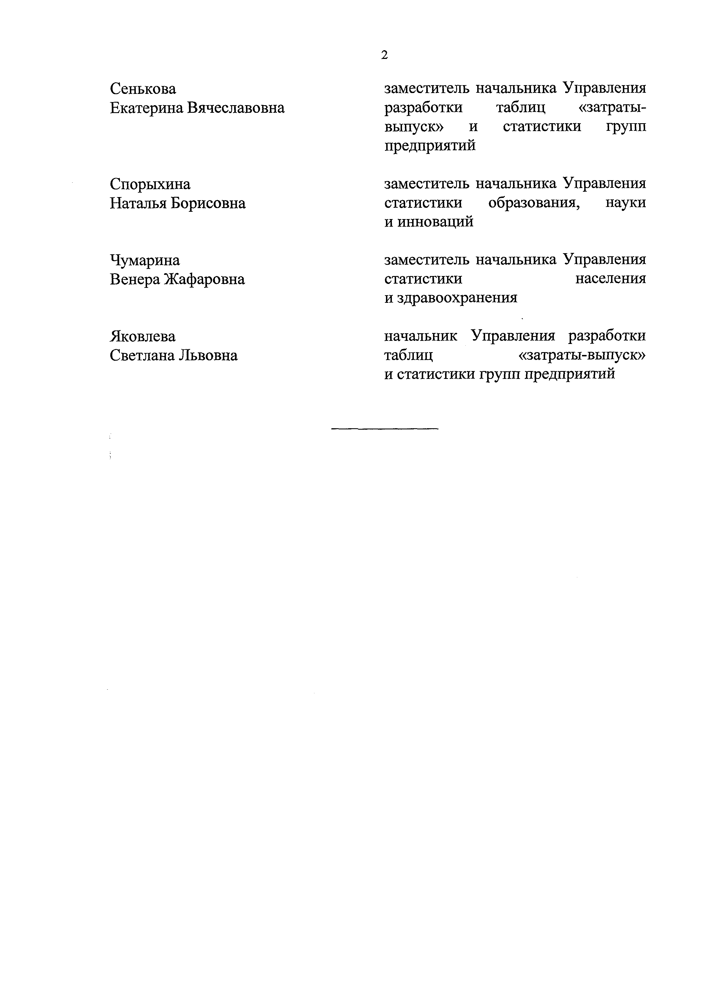 2
Сенькова
Екатерина Вячеславовна
заместитель начальника Управления
разработки таблиц «затраты-
выпуск» и статистики групп
предприятий
Спорыхина
Наталья Борисовна
заместитель начальника Управления
статистики образования, науки
и инноваций
Чумарина
Венера Жафаровна
заместитель начальника Управления
статистики населения
и здравоохранения
Яковлева
Светлана Львовна
начальник Управления разработки
таблиц «затраты-выпуск»
и статистики групп предприятий